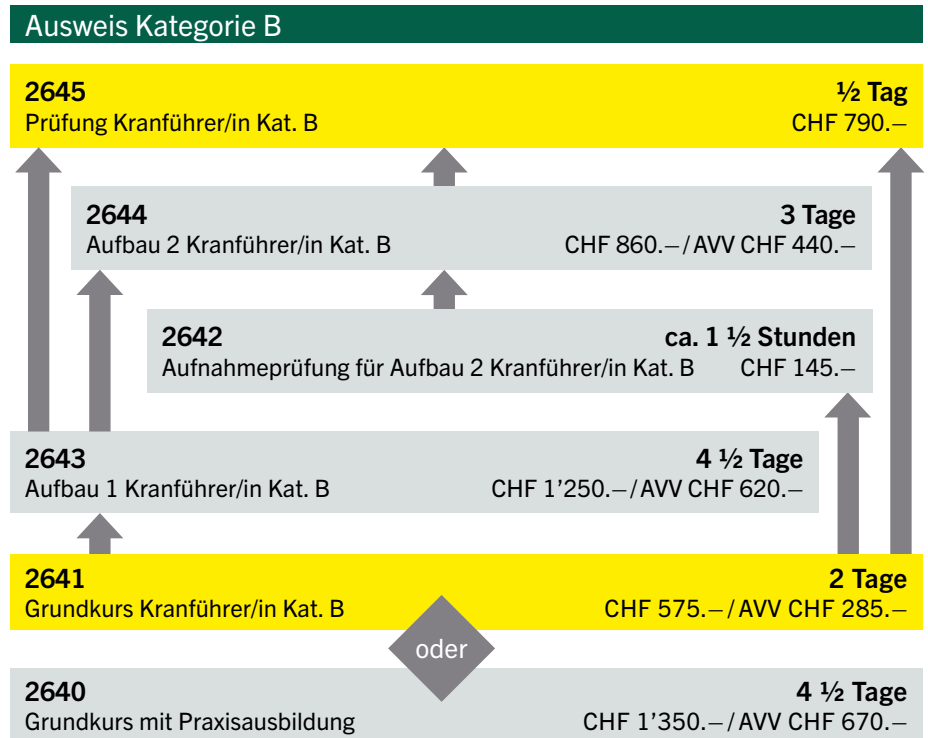 Ausweis Kategorie B
2645 ½ Tag
Prüfung Kranführer/in Kat. B CHF 790.–
2644 3 Tage
Aufbau 2 Kranführer/in Kat. B CHF 860.–/AVV CHF 440.–
2642 ca. 1 ½ Stunden
Aufnahmeprüfung für Aufbau 2 Kranführer/in Kat. B CHF 145.–
2643 4 ½ Tage
Aufbau 1 Kranführer/in Kat. B CHF 1’250.–/AVV CHF 620.–
2641 2 Tage
Grundkurs Kranführer/in Kat. B CHF 575.–/AVV CHF 285.–
oder
2640 4 ½ Tage
Grundkurs mit Praxisausbildung CHF 1’350.–/AVV CHF 670.–